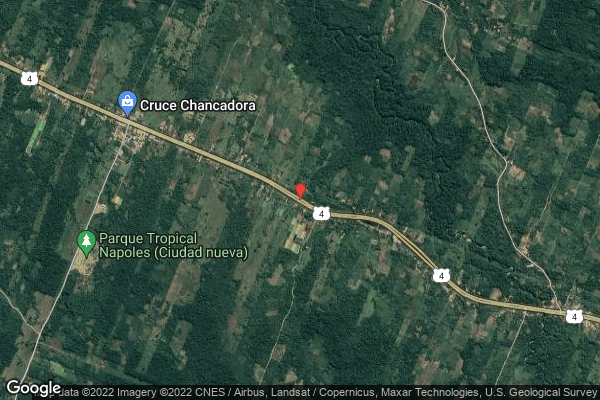 4
Cruce Chancadora
4
Parque Tropical
Napoles (Ciudad nueva)
4
4
Google
data ©2022 Imagery ©2022 CNES / Airbus, Landsat / Copernicus, Maxar Technologies, U.S. Geological Survey